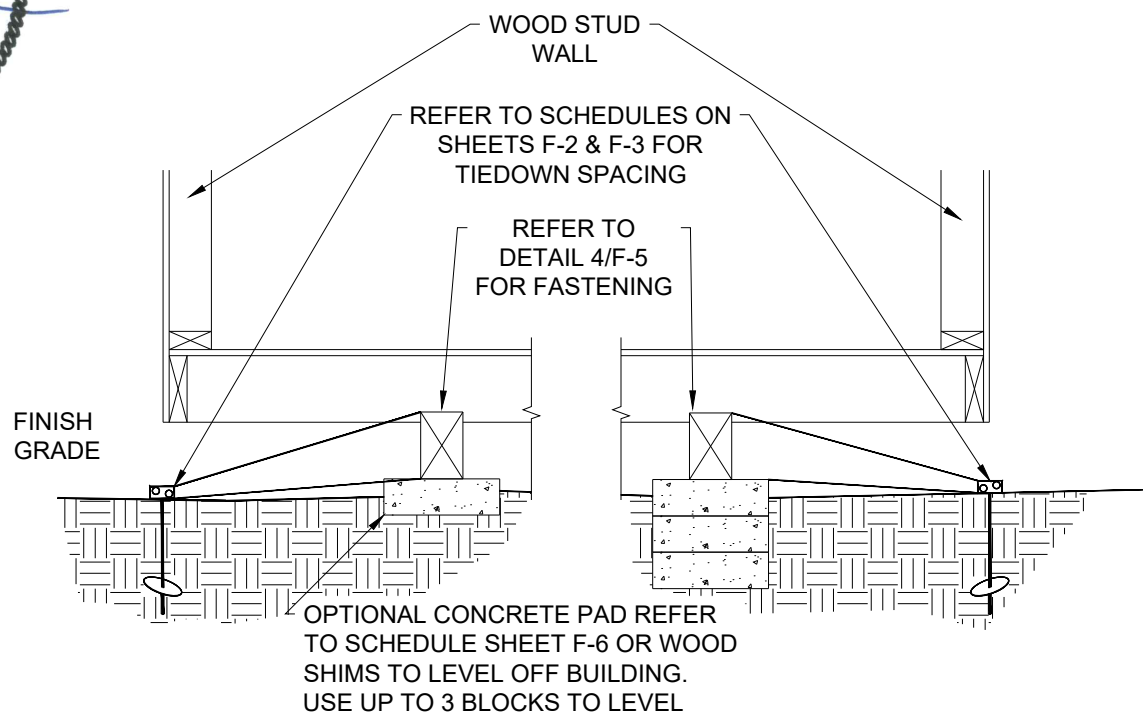 WOOD STUD
WALL
REFER TO SCHEDULES ON
SHEETS F-2 & F-3 FOR
TIEDOWN SPACING
REFER TO
DETAIL 4/F-5
FOR FASTENING
FINISH
GRADE
OPTIONAL CONCRETE PAD REFER
TO SCHEDULE SHEET F-6 OR WOOD
SHIMS TO LEVEL OFF BUILDING.
USE UP TO 3 BLOCKS TO LEVEL